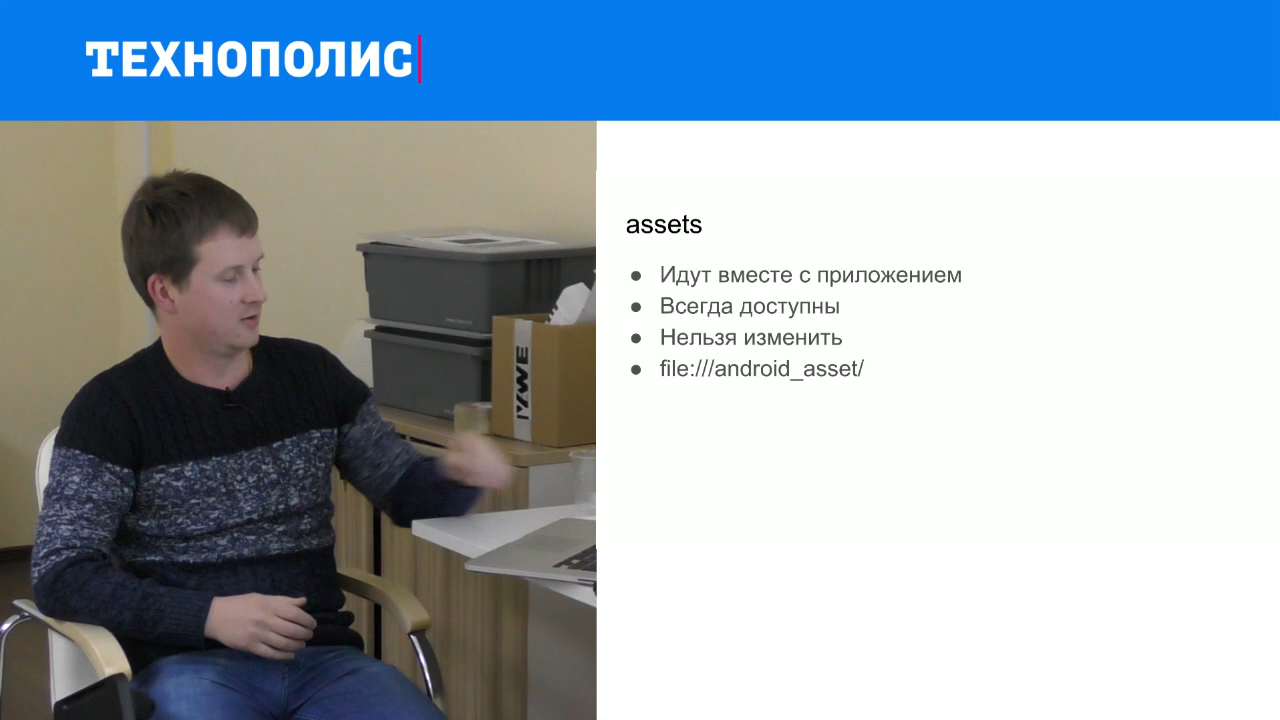 ТЕХНОПОЛИС
assets
Идут вместе с приложением
Всегда доступны
Нельзя изменить
file:///android_asset/